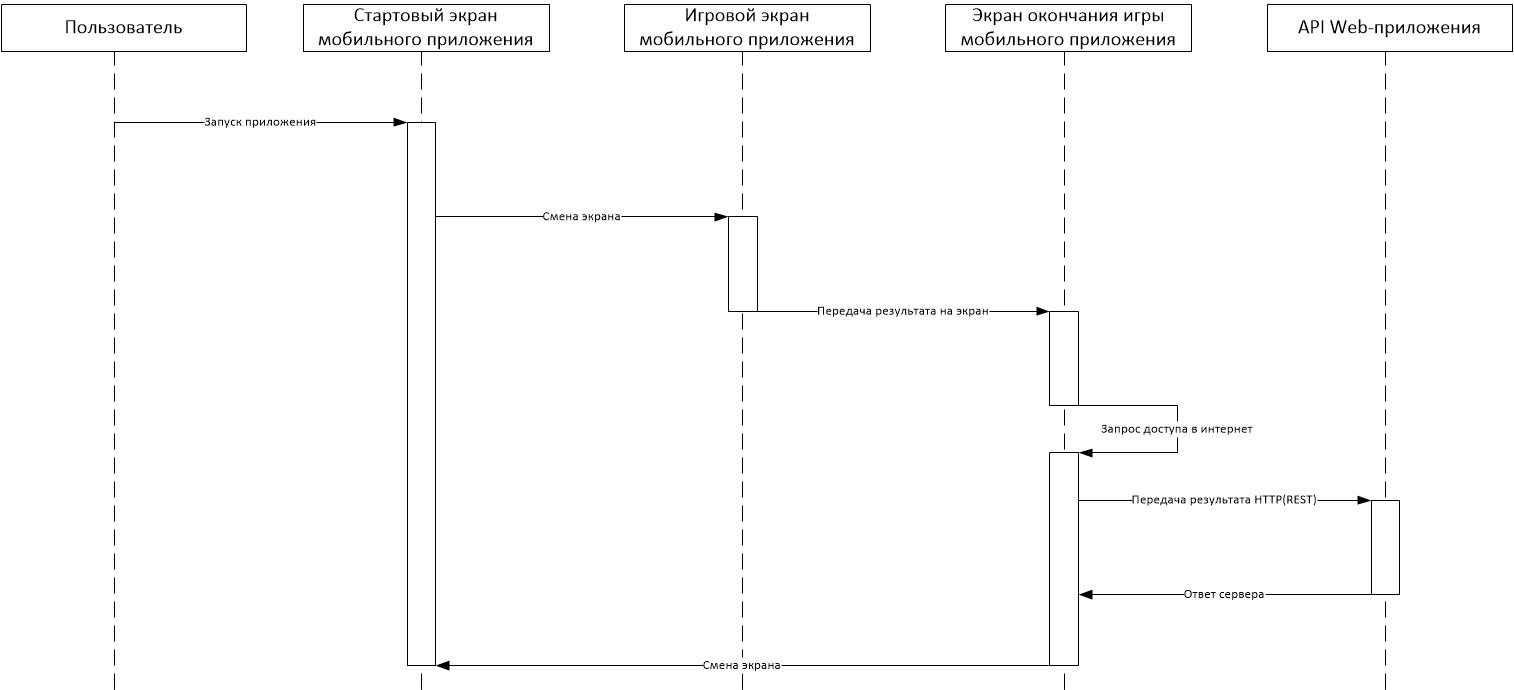 Пользователь
Стартовый экран
мобильного приложения
Игровой экран
мобильного приложения
Экран окончания игры
мобильного приложения
API Web-приложения
Запуск приложения
Смена экрана
Передача результата на экран
Запрос доступа в интернет
Передача результата HTTP(REST)
Ответ сервера
Смена экрана